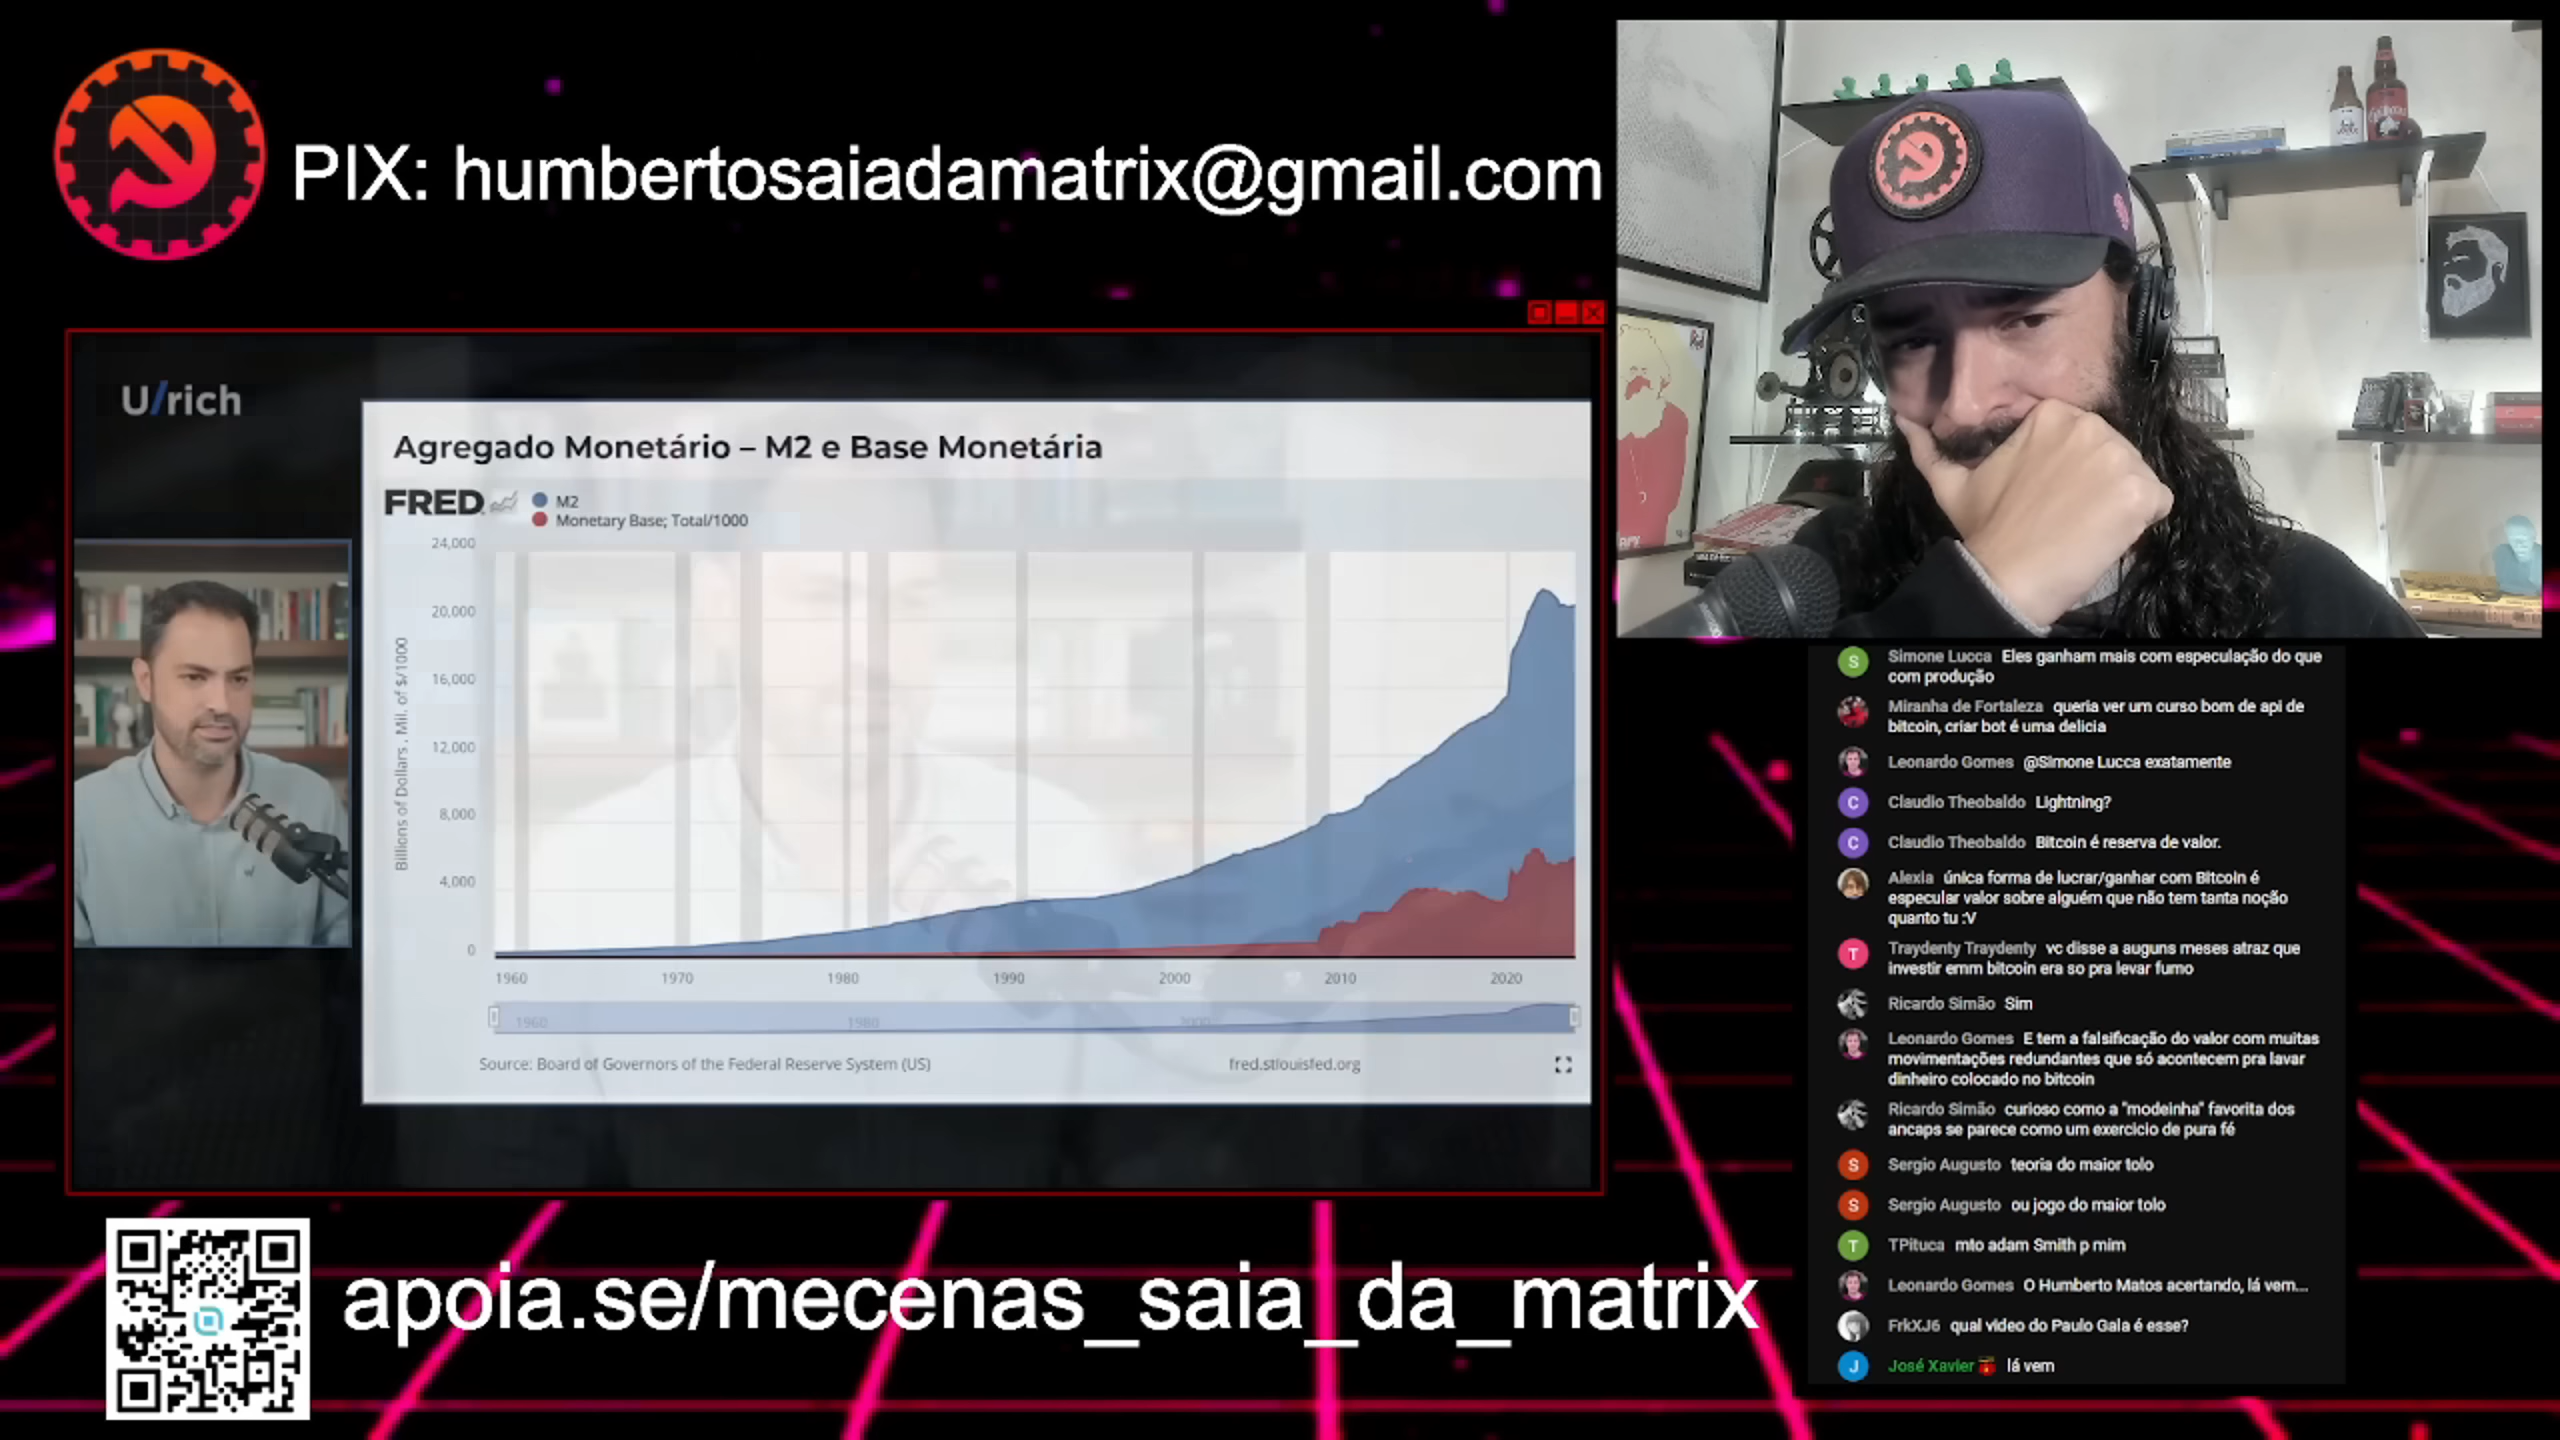 PIX: humbertosaiadamatrix@gmail.com
U/rich
Agregado Monetário – M2 e Base Monetária
FRED
M2
Monetary Base; Total/1000
Billions of Dollars , Mil. of $/1000
24,000
20,000
16,000
12,000
8,000
4,000
0
1960
1970
1980
1990
2000
2010
2020
1960
1980
2000
Source: Board of Governors of the Federal Reserve System (US)
fred.stlouisfed.org
apoia.se/mecenas_saia_da_matrix
S
Simone Lucca Eles ganham mais com especulação do que
com produção
Miranha de Fortaleza queria ver um curso bom de api de
bitcoin, criar bot é uma delicia
Leonardo Gomes @Simone Lucca exatamente
C
Claudio Theobaldo Lightning?
C
Claudio Theobaldo Bitcoin é reserva de valor.
Alexia única forma de lucrar/ganhar com Bitcoin é
especular valor sobre alguém que não tem tanta noção
quanto tu :V
T
Traydenty Traydenty vc disse a auguns meses atraz que
investir emm bitcoin era so pra levar fumo
Ricardo Simão Sim
Leonardo Gomes E tem a falsificação do valor com muitas
movimentações redundantes que só acontecem pra lavar
dinheiro colocado no bitcoin
Ricardo Simão curioso como a "modeinha" favorita dos
ancaps se parece como um exercicio de pura fé
S
Sergio Augusto teoria do maior tolo
S
Sergio Augusto ou jogo do maior tolo
T
TPituca mto adam Smith p mim
Leonardo Gomes O Humberto Matos acertando, lá vem...
FrkXJ6 qual video do Paulo Gala é esse?
J
José Xavier lá vem